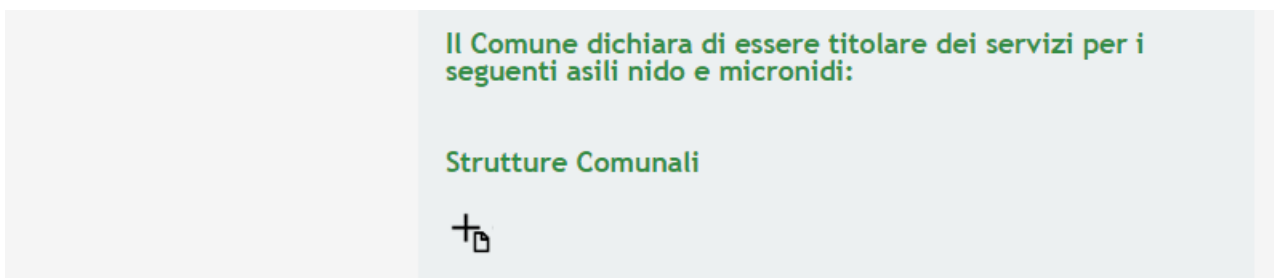 Il Comune dichiara di essere titolare dei servizi per i
seguenti asili nido e micronidi:
Strutture Comunali